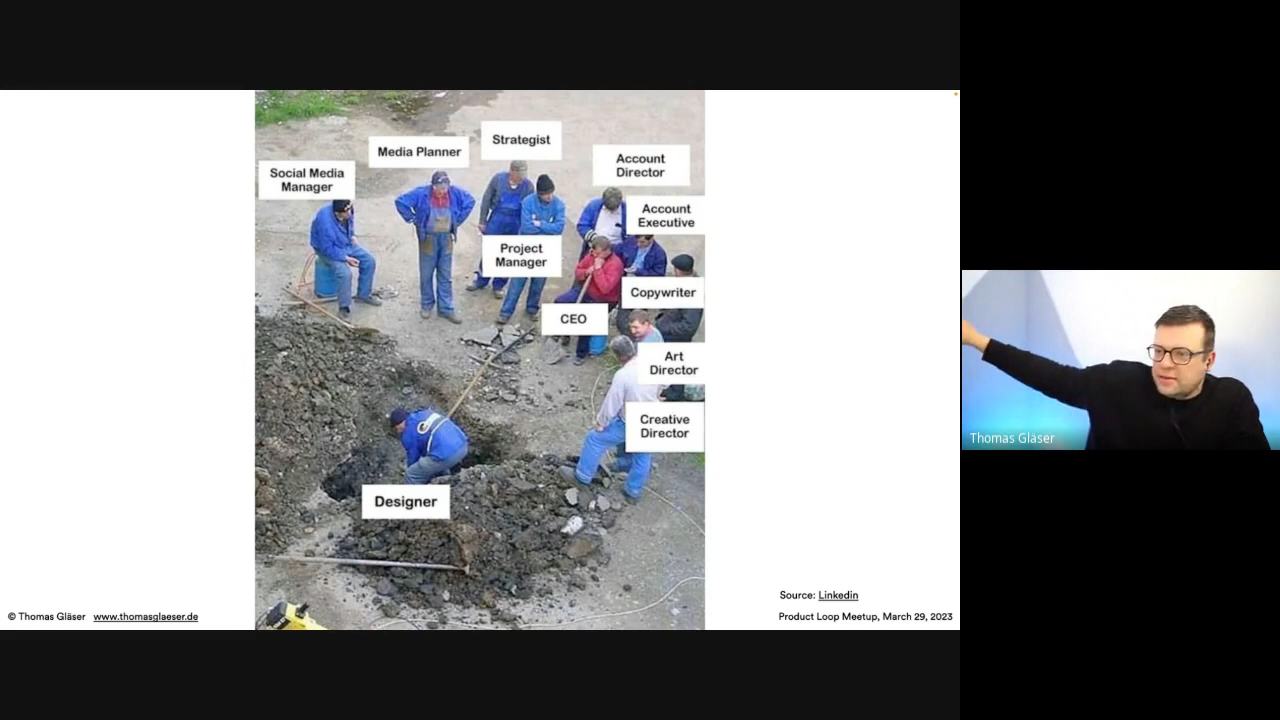 Strategist
Media Planner
Social Media
Manager
Account
Director
Account
Executive
Project
Manager
Copywriter
CEO
Art
Director
Creative
Director
Designer
Source: Linkedin
© Thomas Gläser www.thomasglaeser.de
Product Loop Meetup, March 29, 2023
Thomas Gläser